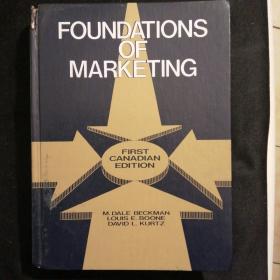 FOUNDATIONS
OF
MARKETING
FIRST
CANADIAN
EDITION
M. DALE BECKMAN
LOUIS E. BOONE
DAVID L. KURTZ